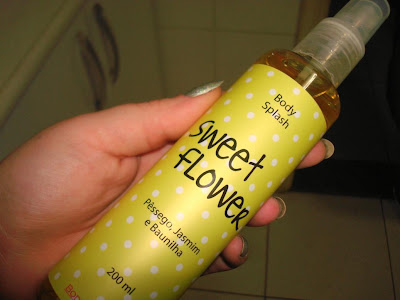 Body
Splash
sweet
flower
Pêssego, Jasmim
e Baunilha
200 ml